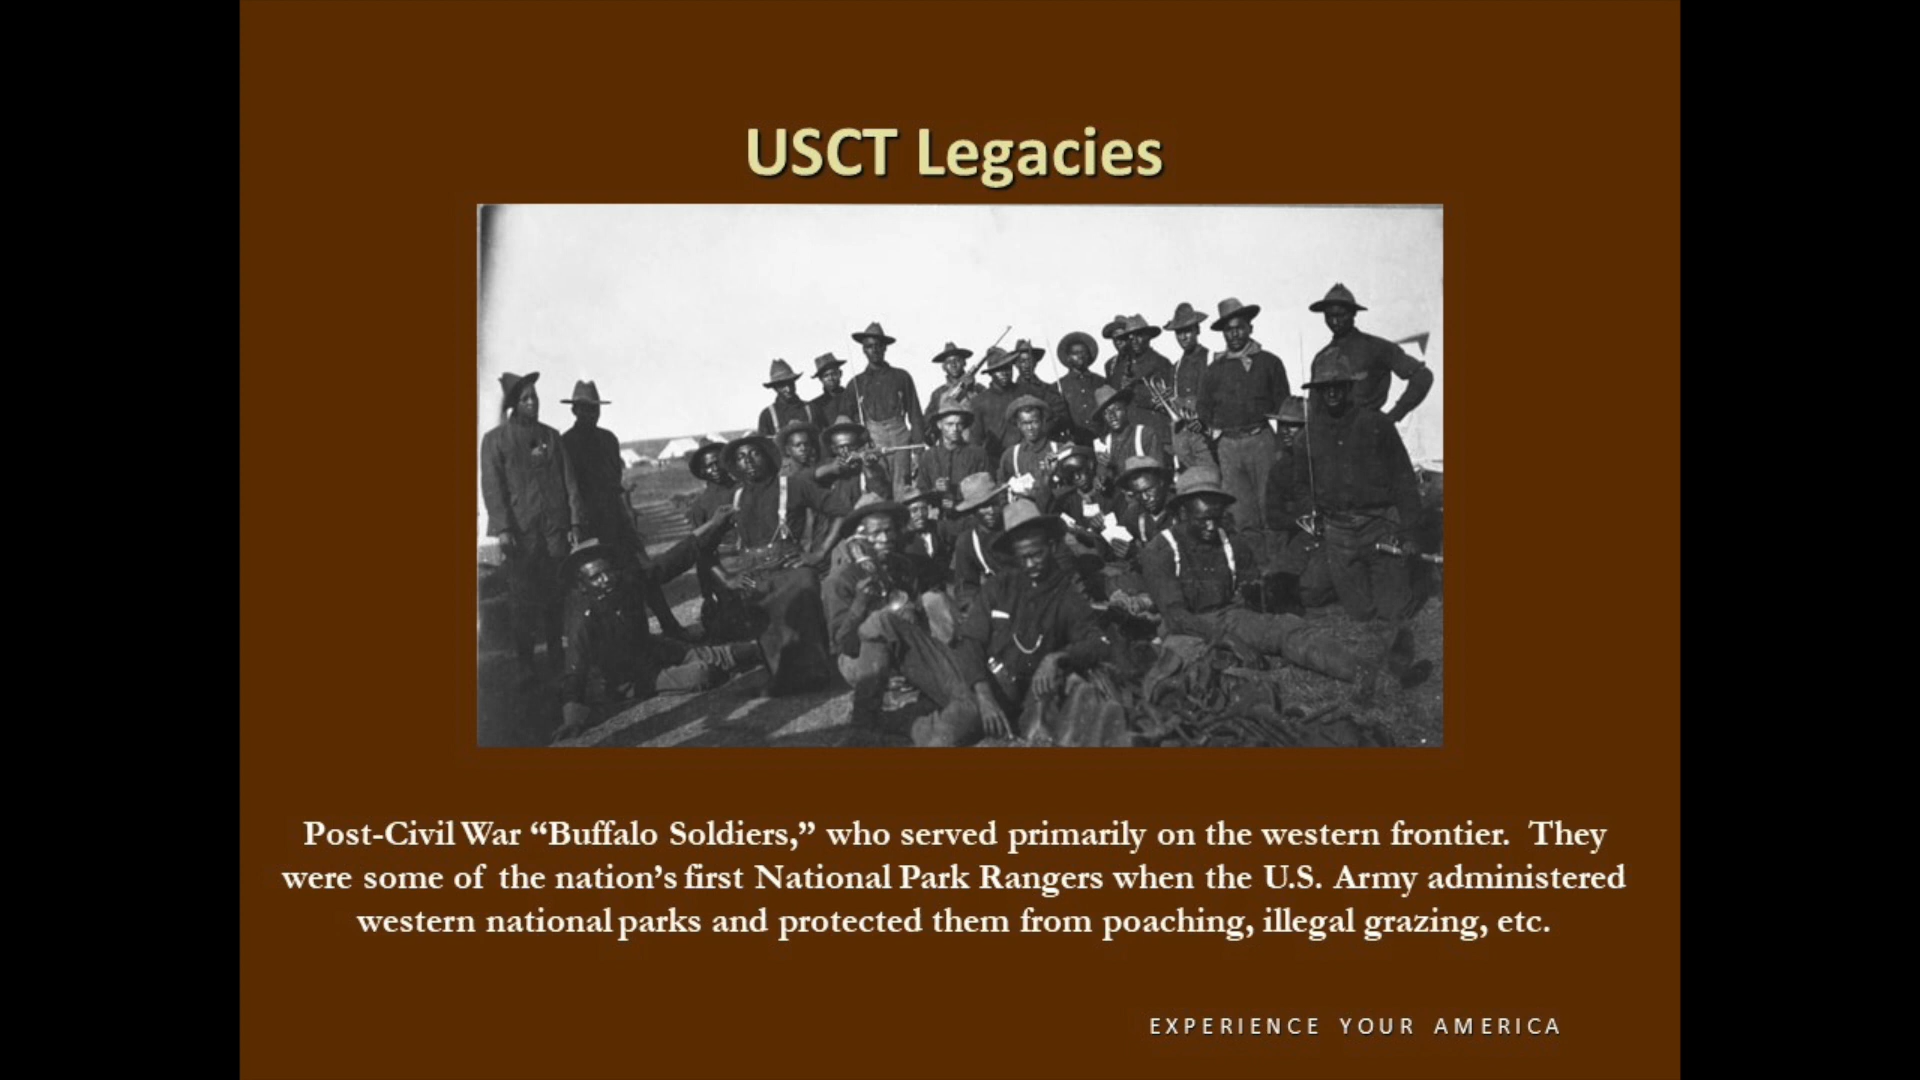 USCT Legacies
Post-Civil War “Buffalo Soldiers,” who served primarily on the western frontier. They
were some of the nation’s first National Park Rangers when the U.S. Army administered
western national parks and protected them from poaching, illegal grazing, etc.
EXPERIENCE YOUR AMERICA